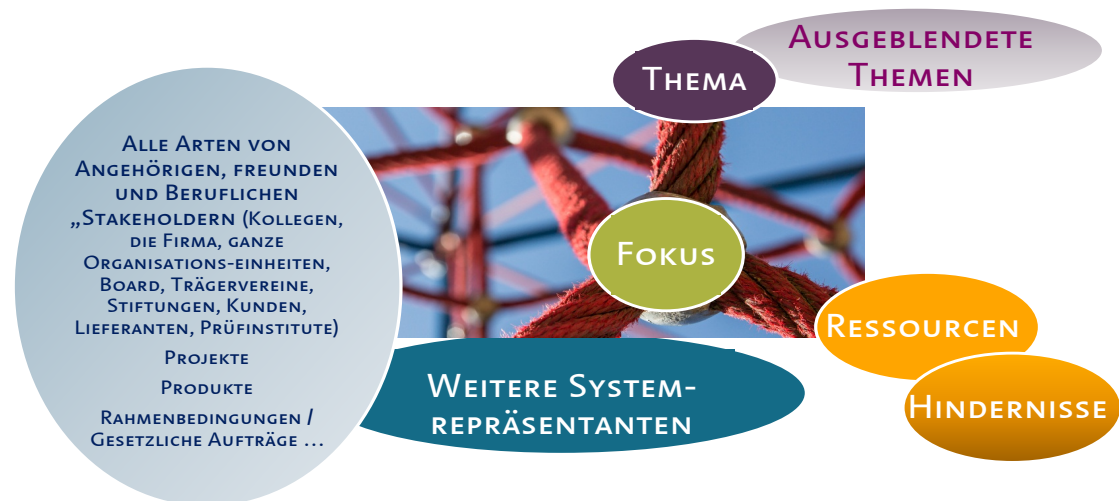 Ausgeblendete
Themen
Thema
Alle Arten von
Angehörigen, freunden
und Beruflichen
„Stakeholdern (Kollegen,
die Firma, ganze
Organisations-einheiten,
Board, Trägervereine,
Stiftungen, Kunden,
Lieferanten, Prüfinstitute)
Projekte
Produkte
Rahmenbedingungen /
Gesetzliche Aufträge ...
Fokus
Ressourcen
Hindernisse
Weitere System-
repräsentanten